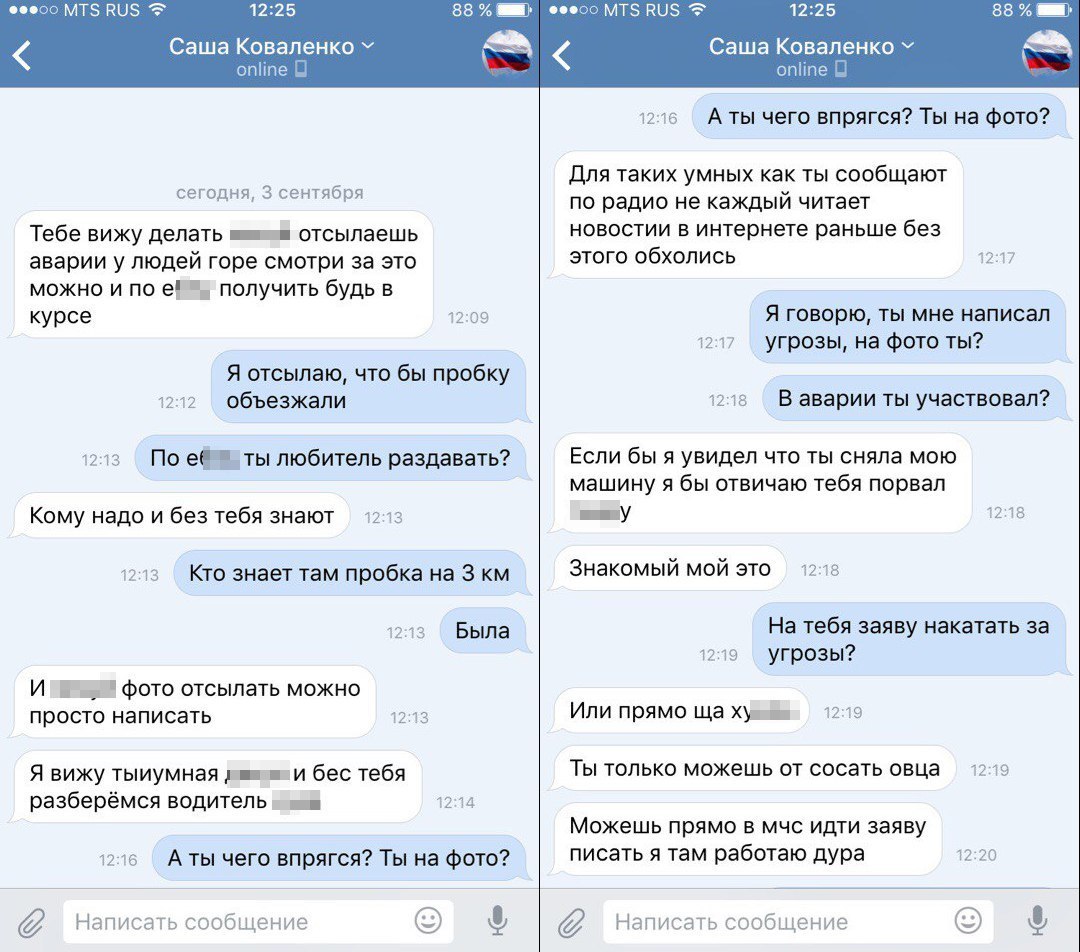 MTS RUS 12:25 88 %
Саша Коваленко
online
сегодня, 3 сентября
Тебе вижу делать отсылаешь
аварии у людей горе смотри за это
можно и по е получить будь в
курсе
12:09
Я отсылаю, что бы пробку
объезжали
12:12
По е ты любитель раздавать?
12:13
Кому надо и без тебя знают
12:13
Кто знает там пробка на 3 км
12:13
Была
12:13
И фото отсылать можно
просто написать
12:13
Я вижу тыиумная и бес тебя
разберёмся водитель
12:14
А ты чего впрягся? Ты на фото?
12:16
Написать сообщение
MTS RUS 12:25 88 %
Саша Коваленко
online
А ты чего впрягся? Ты на фото?
12:16
Для таких умных как ты сообщают
по радио не каждый читает
новостии в интернете раньше без
этого обхолись
12:17
Я говорю, ты мне написал
угрозы, на фото ты?
12:17
В аварии ты участвовал?
12:18
Если бы я увидел что ты сняла мою
машину я бы отвичаю тебя порвал
у
12:18
Знакомый мой это
12:18
На тебя заяву накатать за
угрозы?
12:19
Или прямо ща ху
12:19
Ты только можешь от сосать овца
12:19
Можешь прямо в мчс идти заяву
писать я там работаю дура
12:20
Написать сообщение